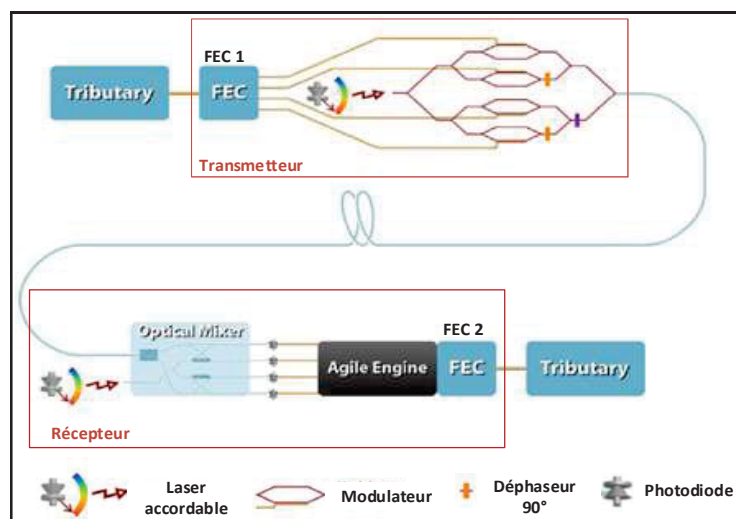 FEC 1
Tributary
FEC
Transmetteur
Optical Mixer
FEC 2
Agile Engine
FEC
Tributary
Récepteur
Laser accordable
Modulateur
Déphaseur 90°
Photodiode